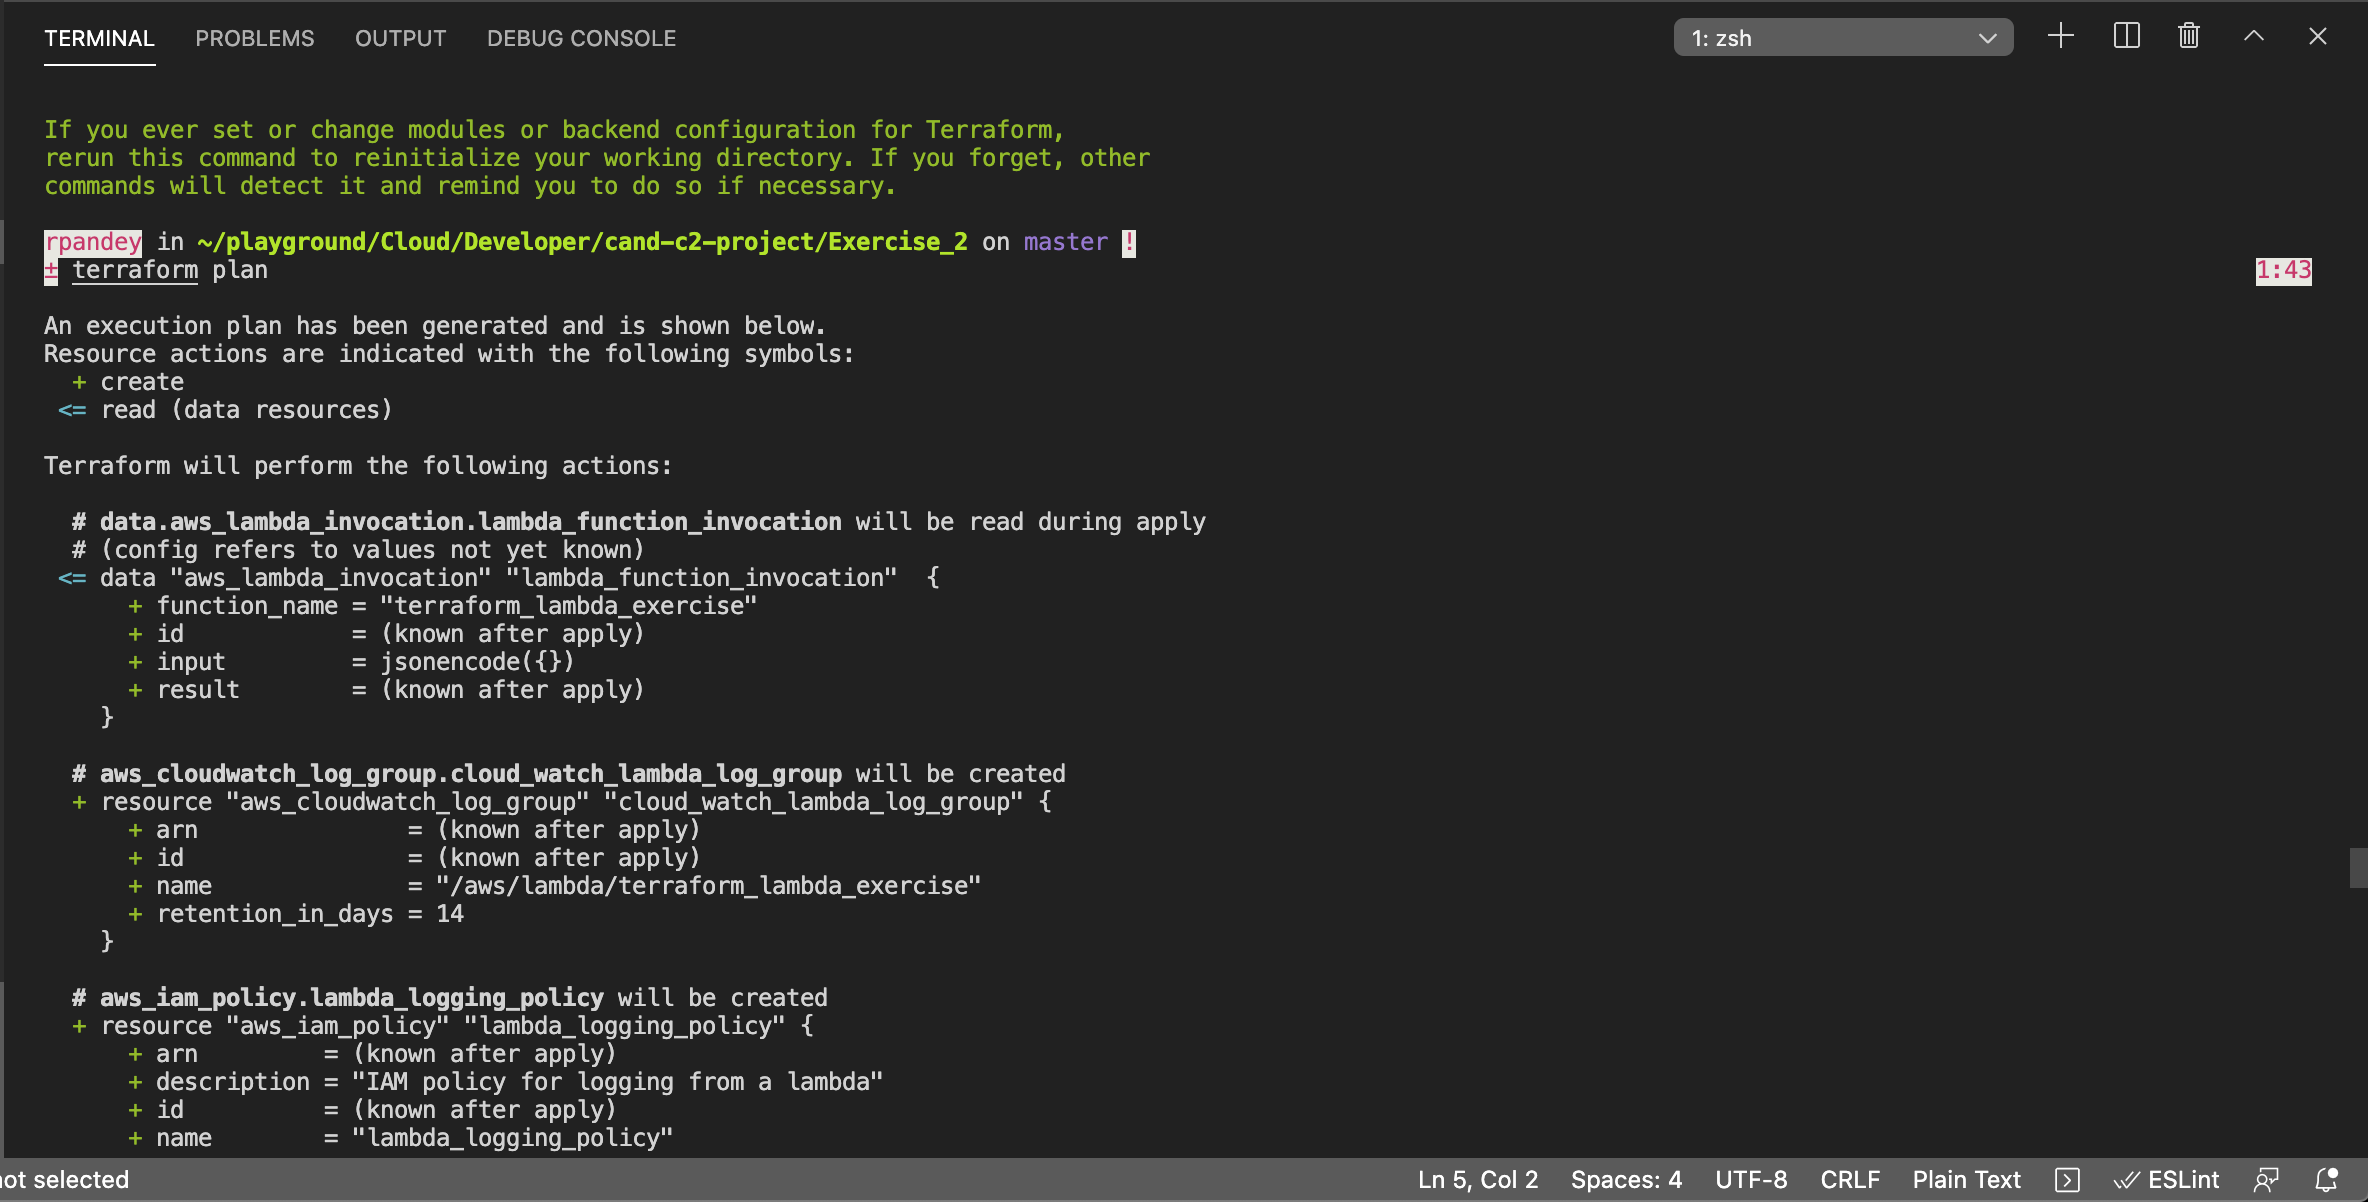 TERMINAL PROBLEMS OUTPUT DEBUG CONSOLE 1: zsh
If you ever set or change modules or backend configuration for Terraform,
rerun this command to reinitialize your working directory. If you forget, other
commands will detect it and remind you to do so if necessary.
rpandey in ~/playground/Cloud/Developer/cand-c2-project/Exercise_2 on master !
± terraform plan 1:43
An execution plan has been generated and is shown below.
Resource actions are indicated with the following symbols:
  + create
 <= read (data resources)
Terraform will perform the following actions:
  # data.aws_lambda_invocation.lambda_function_invocation will be read during apply
  # (config refers to values not yet known)
 <= data "aws_lambda_invocation" "lambda_function_invocation"  {
      + function_name = "terraform_lambda_exercise"
      + id            = (known after apply)
      + input         = jsonencode({})
      + result        = (known after apply)
    }
  # aws_cloudwatch_log_group.cloud_watch_lambda_log_group will be created
  + resource "aws_cloudwatch_log_group" "cloud_watch_lambda_log_group" {
      + arn               = (known after apply)
      + id                = (known after apply)
      + name              = "/aws/lambda/terraform_lambda_exercise"
      + retention_in_days = 14
    }
  # aws_iam_policy.lambda_logging_policy will be created
  + resource "aws_iam_policy" "lambda_logging_policy" {
      + arn         = (known after apply)
      + description = "IAM policy for logging from a lambda"
      + id          = (known after apply)
      + name        = "lambda_logging_policy"
not selected Ln 5, Col 2 Spaces: 4 UTF-8 CRLF Plain Text ESLint